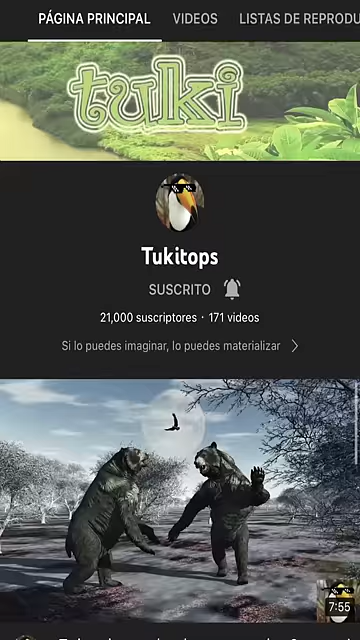 PÁGINA PRINCIPAL VIDEOS LISTAS DE REPRODU
tuki
Tukitops
SUSCRITO
21,000 suscriptores · 171 videos
Si lo puedes imaginar, lo puedes materializar
7:55